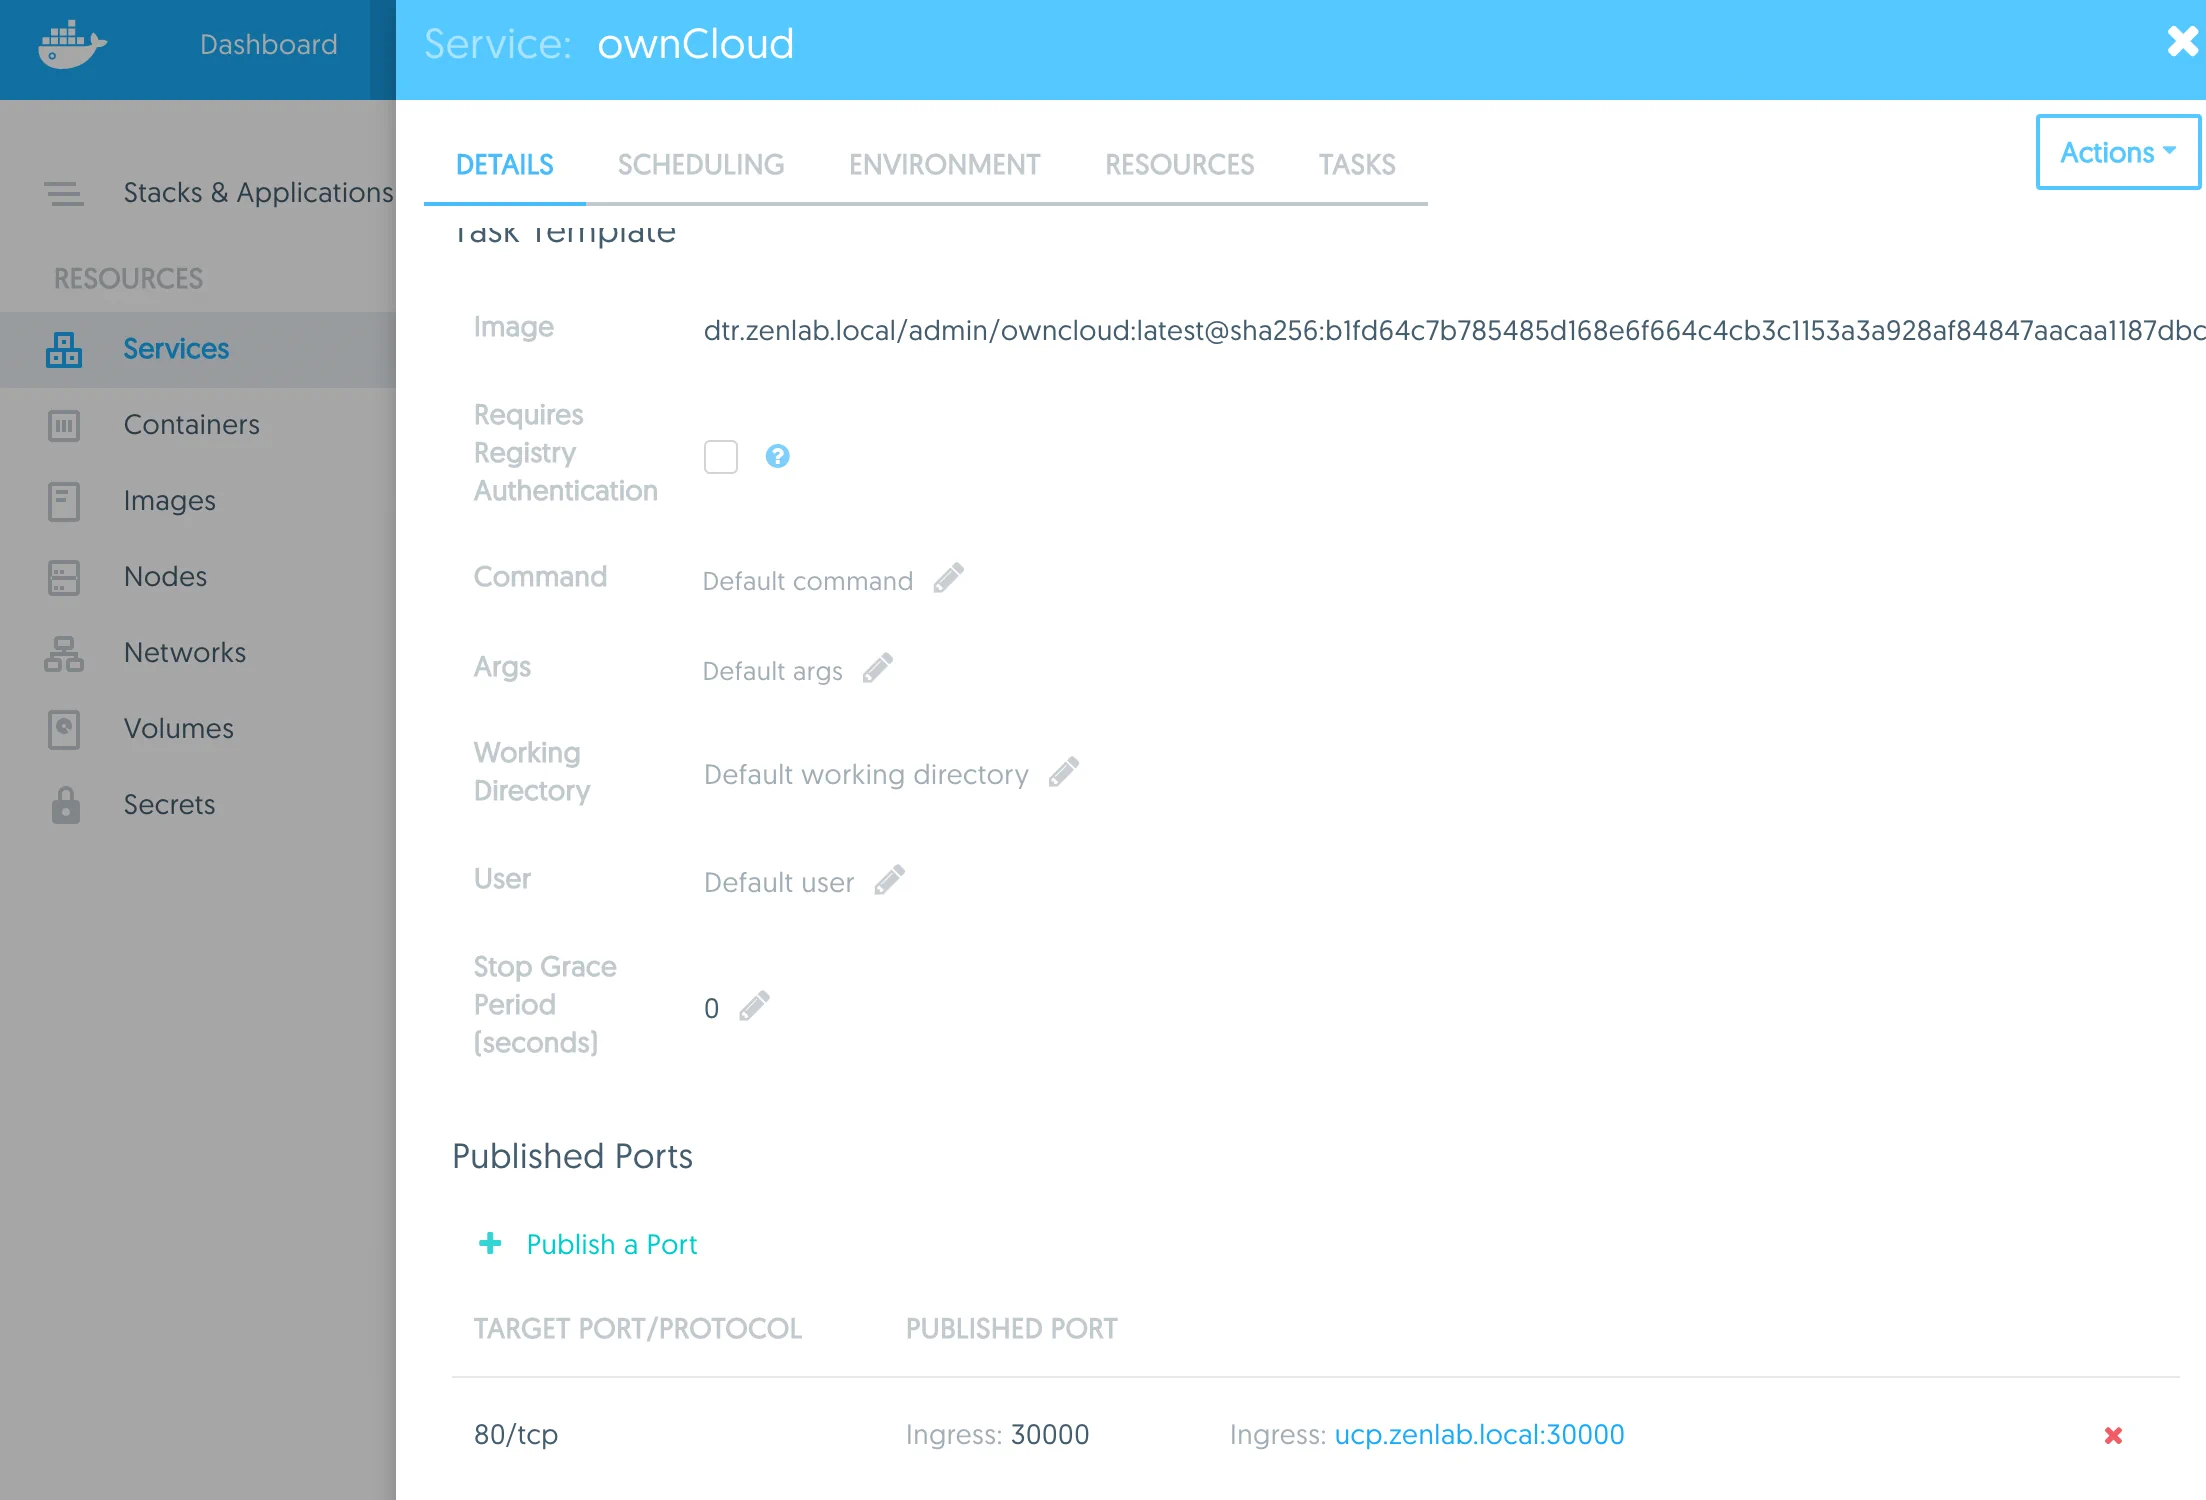 Dashboard
Service: ownCloud
Actions
DETAILS SCHEDULING ENVIRONMENT RESOURCES TASKS
Stacks & Applications
RESOURCES
Services
Containers
Images
Nodes
Networks
Volumes
Secrets
Task Template
Image dtr.zenlab.local/admin/owncloud:latest@sha256:b1fd64c7b785485d168e6f664c4cb3c1153a3a928af84847aacaa1187dbc
Requires
Registry
Authentication
Command Default command
Args Default args
Working
Directory
Default working directory
User Default user
Stop Grace
Period
(seconds)
0
Published Ports
Publish a Port
TARGET PORT/PROTOCOL PUBLISHED PORT
80/tcp Ingress: 30000 Ingress: ucp.zenlab.local:30000